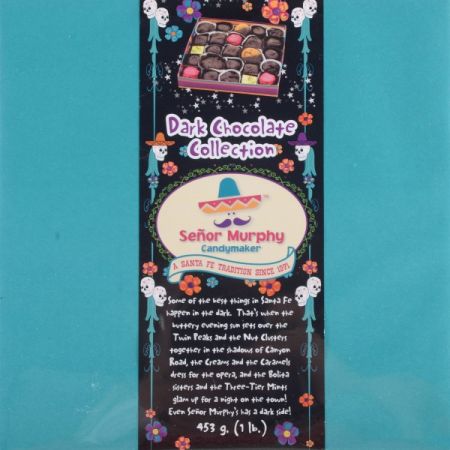 Dark Chocolate
Collection
Señor Murphy
Candymaker
A SANTA FE TRADITION SINCE 1971
Some of the best things in Santa Fe
happen in the dark. That's when the
buttery evening sun sets over the
Twin Peaks and the Nut Clusters
together in the shadows of Canyon
Road, the Creams and the Caramels
dress for the opera, and the Bolita
sisters and the Three-Tier Mints
glam up for a night on the town!
Even Señor Murphy's has a dark side!
453 g. (1 lb.)